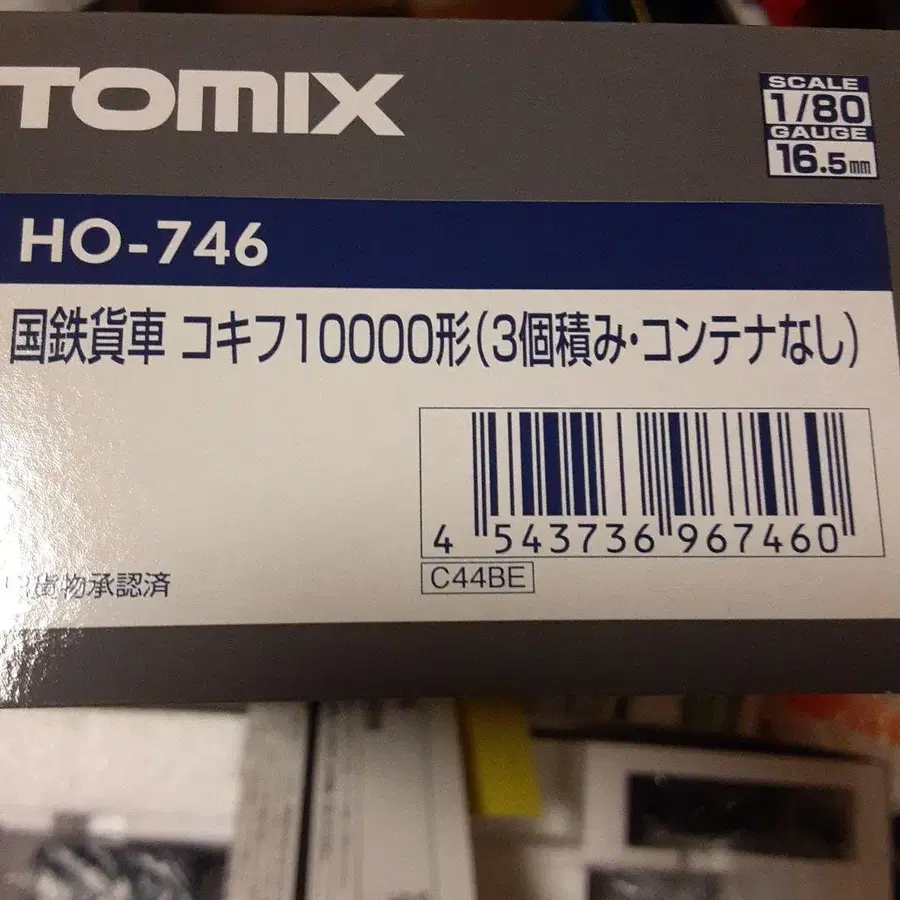 TOMIX
SCALE
1/80
GAUGE
16.5mm
HO-746
国鉄貨車 コキフ10000形(3個積み・コンテナなし)
4 543736 967460
C44BE
貨物承認済